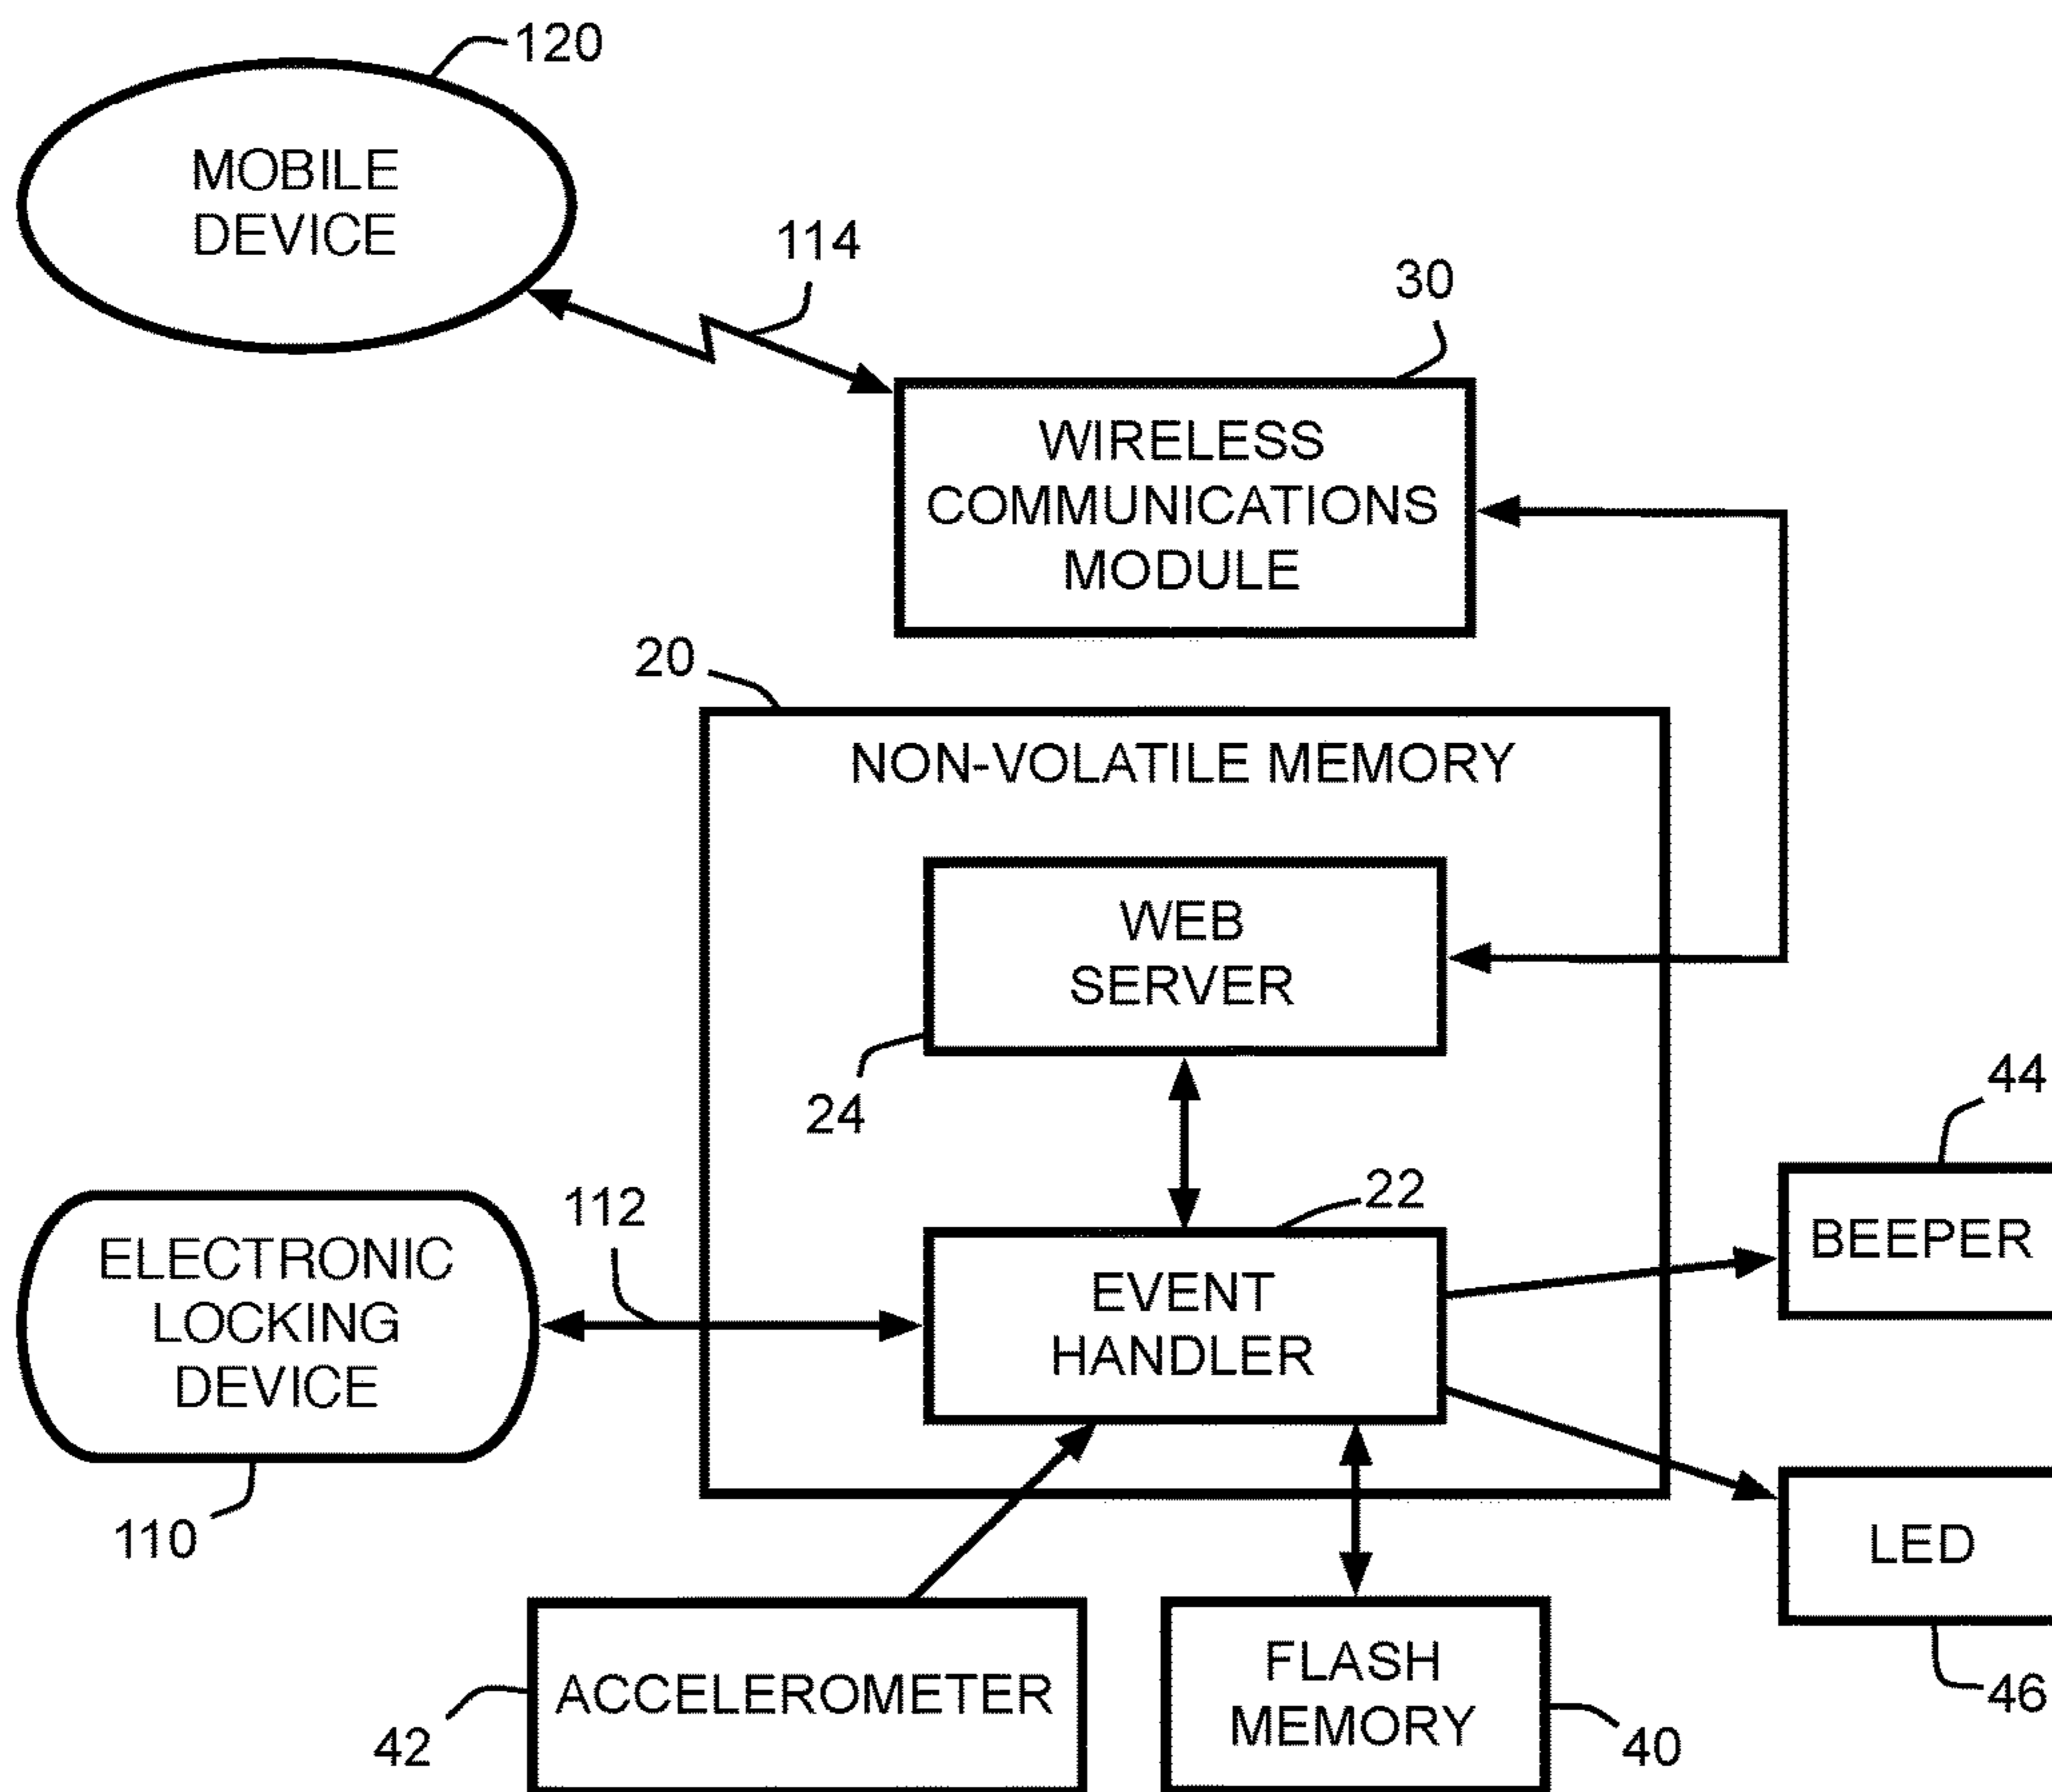 120
MOBILE
DEVICE
114
30
WIRELESS
COMMUNICATIONS
MODULE
20
NON-VOLATILE MEMORY
WEB
SERVER
24
44
BEEPER
112
22
ELECTRONIC
LOCKING
DEVICE
EVENT
HANDLER
110
LED
46
ACCELEROMETER
42
FLASH
MEMORY
40